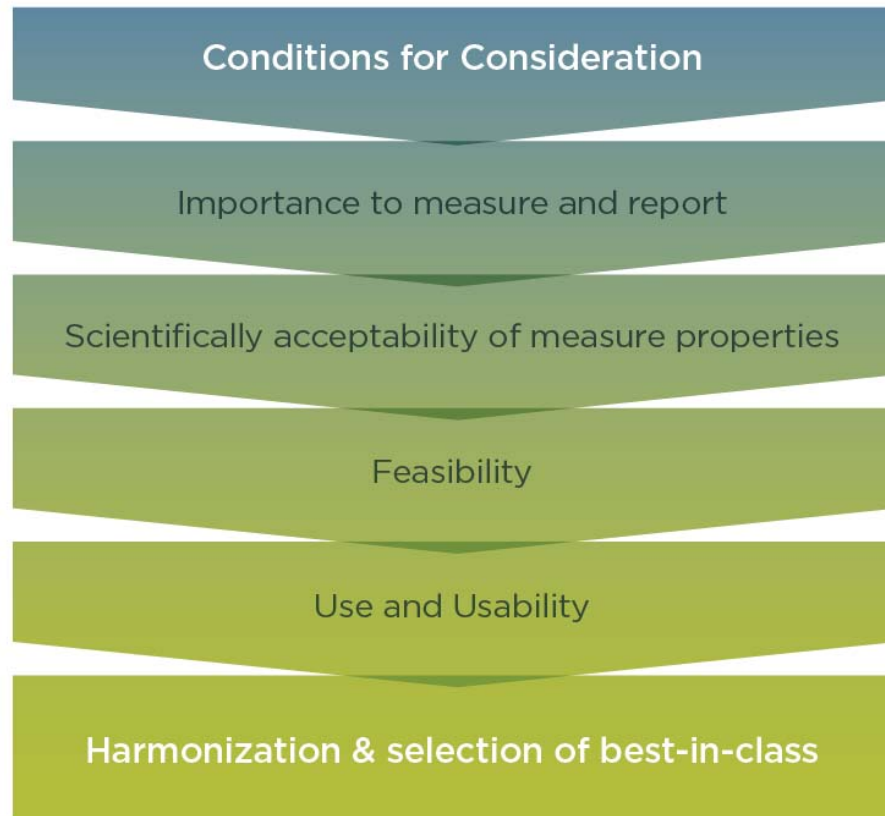 Conditions for Consideration
Importance to measure and report
Scientifically acceptability of measure properties
Feasibility
Use and Usability
Harmonization & selection of best-in-class